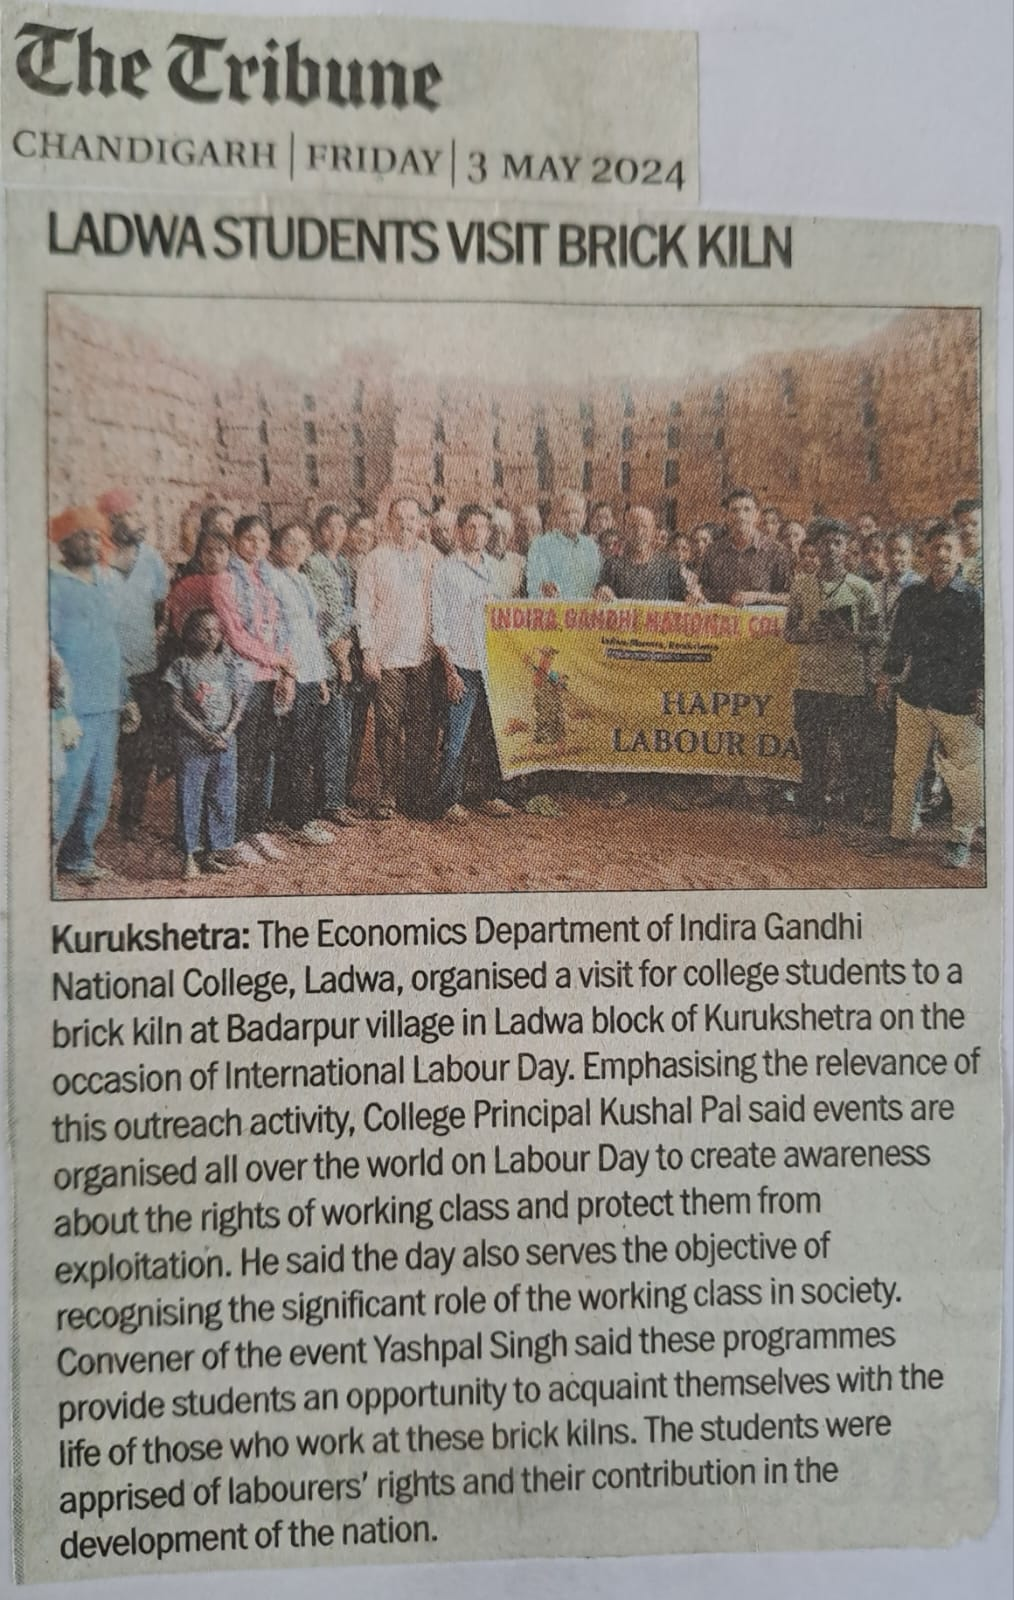 The Tribune
CHANDIGARH | FRIDAY | 3 MAY 2024
LADWA STUDENTS VISIT BRICK KILN
INDIRA GANDHI NATIONAL COL
HAPPY
LABOUR DA
Kurukshetra: The Economics Department of Indira Gandhi
National College, Ladwa, organised a visit for college students to a
brick kiln at Badarpur village in Ladwa block of Kurukshetra on the
occasion of International Labour Day. Emphasising the relevance of
this outreach activity, College Principal Kushal Pal said events are
organised all over the world on Labour Day to create awareness
about the rights of working class and protect them from
exploitation. He said the day also serves the objective of
recognising the significant role of the working class in society.
Convener of the event Yashpal Singh said these programmes
provide students an opportunity to acquaint themselves with the
life of those who work at these brick kilns. The students were
apprised of labourers’ rights and their contribution in the
development of the nation.